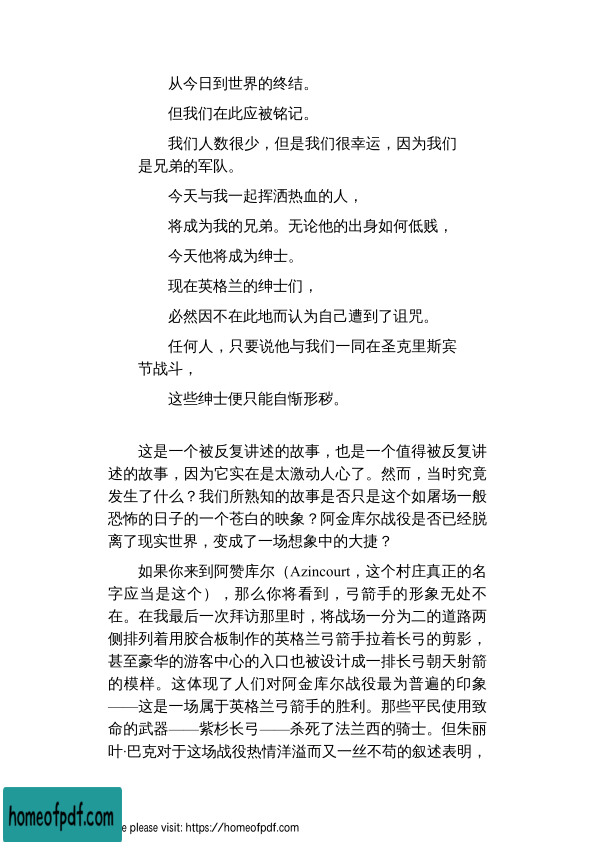 从今日到世界的终结。
但我们在此应被铭记。
我们人数很少，但是我们很幸运，因为我们
是兄弟的军队。
今天与我一起挥洒热血的人，
将成为我的兄弟。无论他的出身如何低贱，
今天他将成为绅士。
现在英格兰的绅士们，
必然因不在此地而认为自己遭到了诅咒。
任何人，只要说他与我们一同在圣克里斯宾
节战斗，
这些绅士便只能自惭形秽。
这是一个被反复讲述的故事，也是一个值得被反复讲
述的故事，因为它实在是太激动人心了。然而，当时究竟
发生了什么？我们所熟知的故事是否只是这个如屠场一般
恐怖的日子的一个苍白的映象？阿金库尔战役是否已经脱
离了现实世界，变成了一场想象中的大捷？
如果你来到阿赞库尔（Azincourt，这个村庄真正的名
字应当是这个），那么你将看到，弓箭手的形象无处不
在。在我最后一次拜访那里时，将战场一分为二的道路两
侧排列着用胶合板制作的英格兰弓箭手拉着长弓的剪影，
甚至豪华的游客中心的入口也被设计成一排长弓朝天射箭
的模样。这体现了人们对阿金库尔战役最为普遍的印象
——这是一场属于英格兰弓箭手的胜利。那些平民使用致
命的武器——紫杉长弓——杀死了法兰西的骑士。但朱丽
叶·巴克对于这场战役热情洋溢而又一丝不苟的叙述表明，
homeofpdf.com
e please visit: https://homeofpdf.com